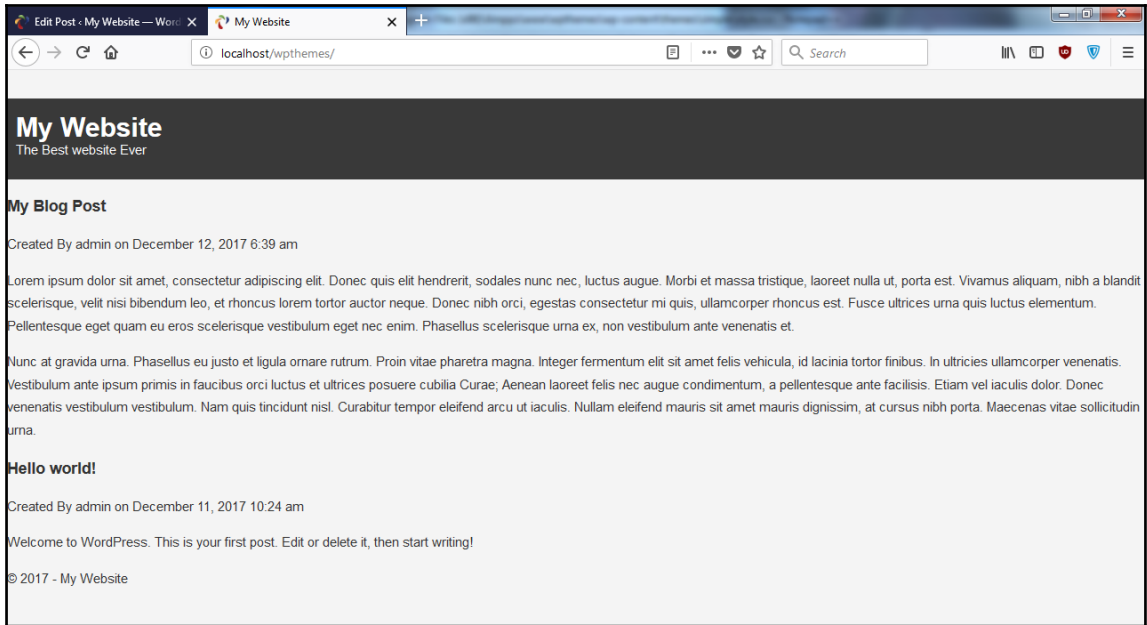 Edit Post ‹ My Website — Word
My Website
localhost/wpthemes/
Search
My Website
The Best website Ever
My Blog Post
Created By admin on December 12, 2017 6:39 am
Lorem ipsum dolor sit amet, consectetur adipiscing elit. Donec quis elit hendrerit, sodales nunc nec, luctus augue. Morbi et massa tristique, laoreet nulla ut, porta est. Vivamus aliquam, nibh a blandit
scelerisque, velit nisi bibendum leo, et rhoncus lorem tortor auctor neque. Donec nibh orci, egestas consectetur mi quis, ullamcorper rhoncus est. Fusce ultrices urna quis luctus elementum.
Pellentesque eget quam eu eros scelerisque vestibulum eget nec enim. Phasellus scelerisque urna ex, non vestibulum ante venenatis et.
Nunc at gravida urna. Phasellus eu justo et ligula ornare rutrum. Proin vitae pharetra magna. Integer fermentum elit sit amet felis vehicula, id lacinia tortor finibus. In ultricies ullamcorper venenatis.
Vestibulum ante ipsum primis in faucibus orci luctus et ultrices posuere cubilia Curae; Aenean laoreet felis nec augue condimentum, a pellentesque ante facilisis. Etiam vel iaculis dolor. Donec
venenatis vestibulum vestibulum. Nam quis tincidunt nisl. Curabitur tempor eleifend arcu ut iaculis. Nullam eleifend mauris sit amet mauris dignissim, at cursus nibh porta. Maecenas vitae sollicitudin
urna.
Hello world!
Created By admin on December 11, 2017 10:24 am
Welcome to WordPress. This is your first post. Edit or delete it, then start writing!
© 2017 - My Website